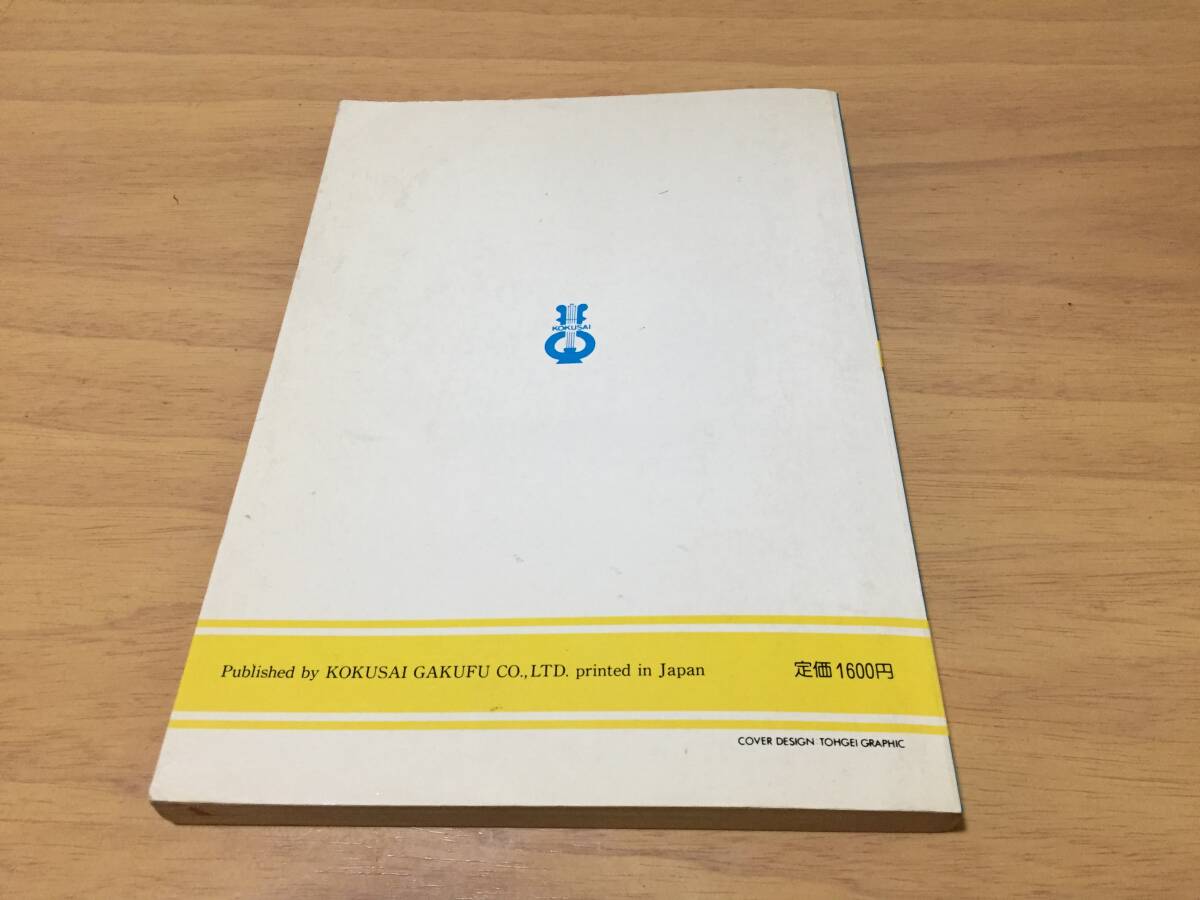 KOKUSAI
Published by KOKUSAI GAKUFU CO.,LTD. printed in Japan
定価1600円
COVER DESIGN TOHGEI GRAPHIC